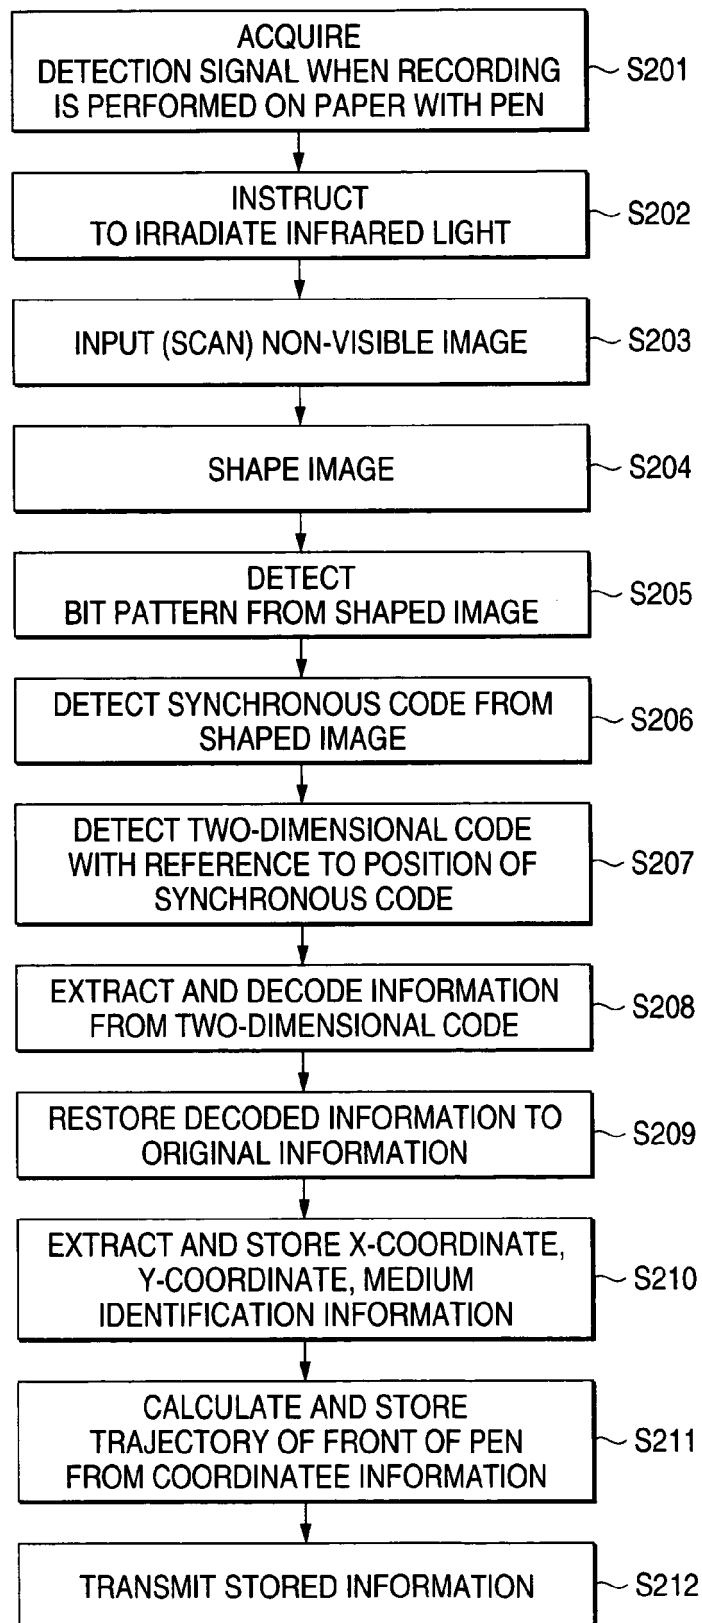 ACQUIRE
DETECTION SIGNAL WHEN RECORDING
IS PERFORMED ON PAPER WITH PEN
S201
INSTRUCT
TO IRRADIATE INFRARED LIGHT
S202
INPUT (SCAN) NON-VISIBLE IMAGE
S203
SHAPE IMAGE
S204
DETECT
BIT PATTERN FROM SHAPED IMAGE
S205
DETECT SYNCHRONOUS CODE FROM
SHAPED IMAGE
S206
DETECT TWO-DIMENSIONAL CODE
WITH REFERENCE TO POSITION OF
SYNCHRONOUS CODE
S207
EXTRACT AND DECODE INFORMATION
FROM TWO-DIMENSIONAL CODE
S208
RESTORE DECODED INFORMATION TO
ORIGINAL INFORMATION
S209
EXTRACT AND STORE X-COORDINATE,
Y-COORDINATE, MEDIUM
IDENTIFICATION INFORMATION
S210
CALCULATE AND STORE
TRAJECTORY OF FRONT OF PEN
FROM COORDINATEE INFORMATION
S211
TRANSMIT STORED INFORMATION
S212